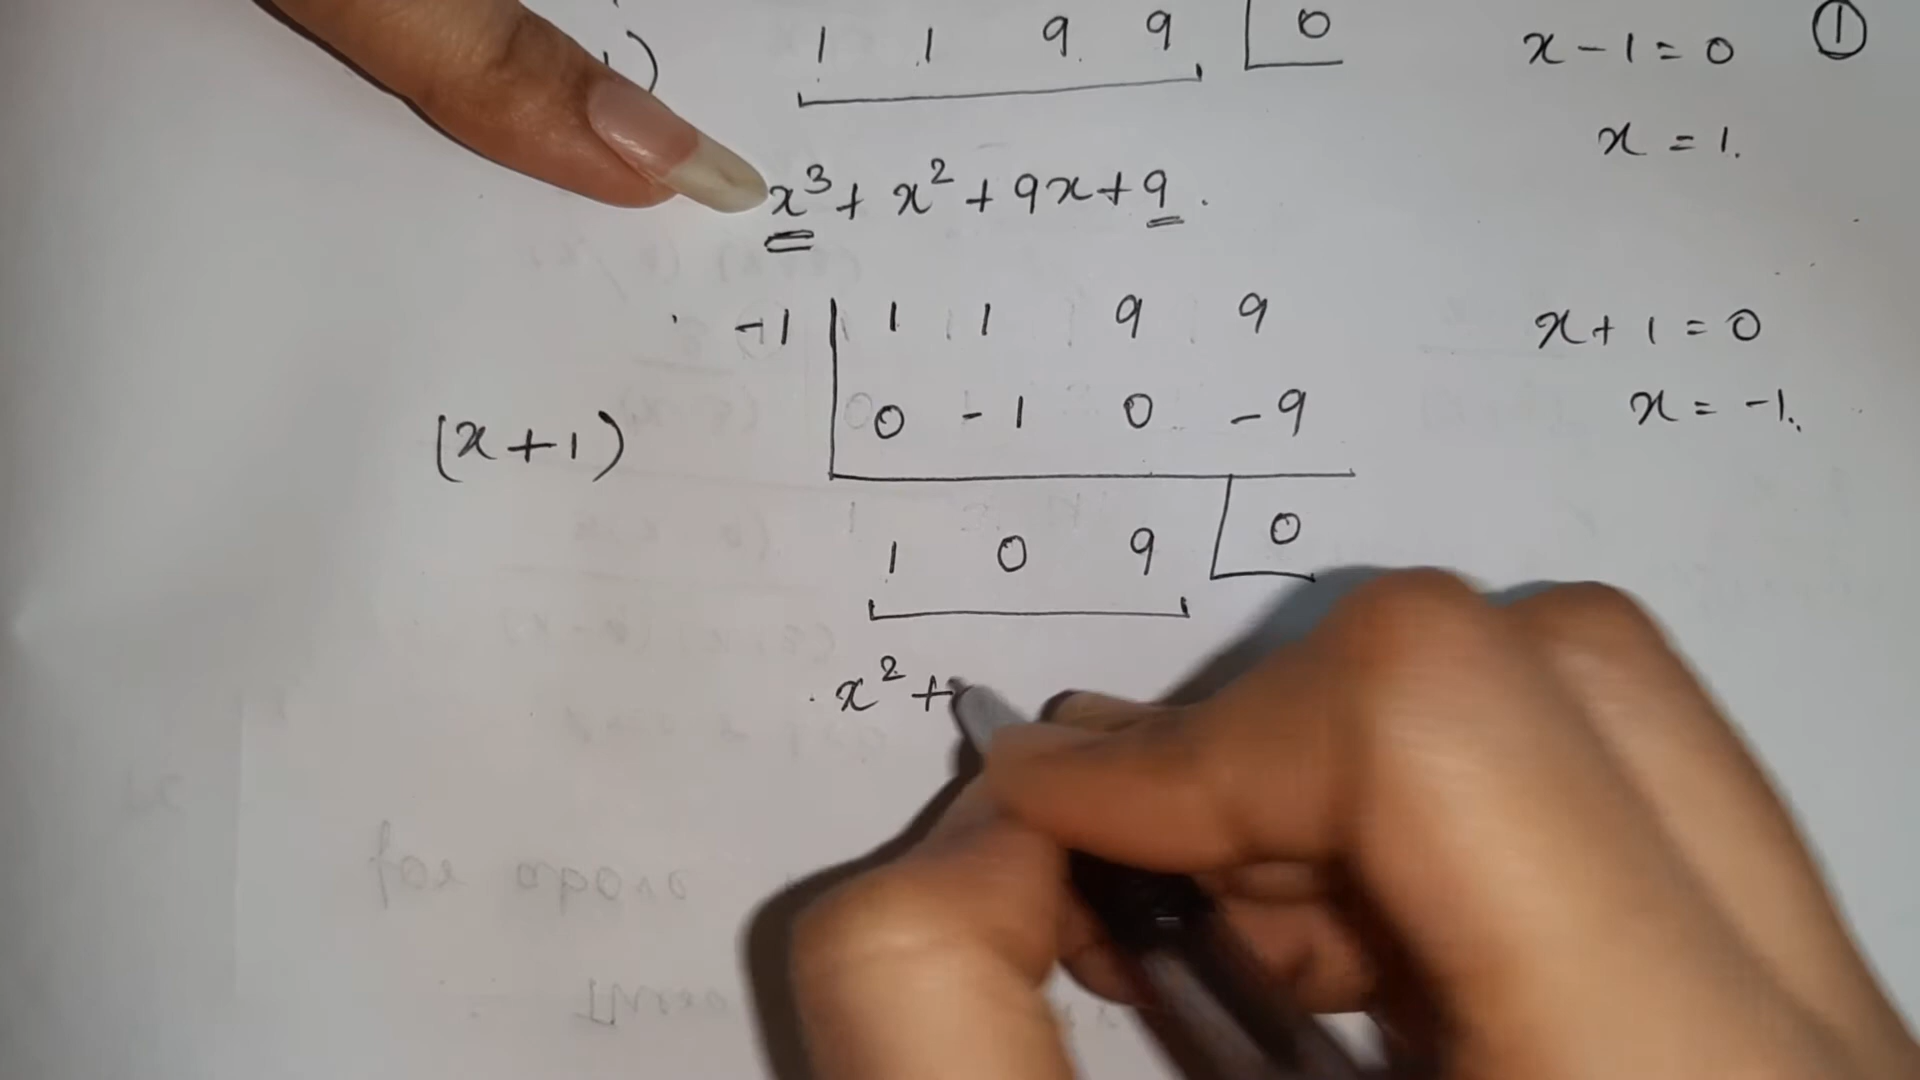 ) 1 1 9 9 0 x - 1 = 0 ①
x = 1.
x³ + x² + 9x + 9.
-1 1 1 9 9 x + 1 = 0
(x + 1) 0 -1 0 -9 x = -1.
1 0 9 0
x² +